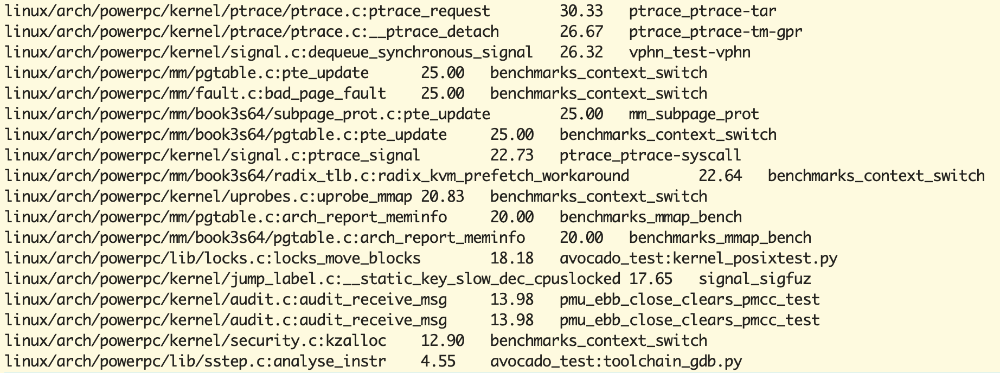 linux/arch/powerpc/kernel/ptrace/ptrace.c:ptrace_request 30.33 ptrace_ptrace-tar
linux/arch/powerpc/kernel/ptrace/ptrace.c:__ptrace_detach 26.67 ptrace_ptrace-tm-gpr
linux/arch/powerpc/kernel/signal.c:dequeue_synchronous_signal 26.32 vphn_test-vphn
linux/arch/powerpc/mm/pgtable.c:pte_update 25.00 benchmarks_context_switch
linux/arch/powerpc/mm/fault.c:bad_page_fault 25.00 benchmarks_context_switch
linux/arch/powerpc/mm/book3s64/subpage_prot.c:pte_update 25.00 mm_subpage_prot
linux/arch/powerpc/mm/book3s64/pgtable.c:pte_update 25.00 benchmarks_context_switch
linux/arch/powerpc/kernel/signal.c:ptrace_signal 22.73 ptrace_ptrace-syscall
linux/arch/powerpc/mm/book3s64/radix_tlb.c:radix_kvm_prefetch_workaround 22.64 benchmarks_context_switch
linux/arch/powerpc/kernel/uprobes.c:uprobe_mmap 20.83 benchmarks_context_switch
linux/arch/powerpc/mm/pgtable.c:arch_report_meminfo 20.00 benchmarks_mmap_bench
linux/arch/powerpc/mm/book3s64/pgtable.c:arch_report_meminfo 20.00 benchmarks_mmap_bench
linux/arch/powerpc/lib/locks.c:locks_move_blocks 18.18 avocado_test:kernel_posixtest.py
linux/arch/powerpc/kernel/jump_label.c:__static_key_slow_dec_cpuslocked 17.65 signal_sigfuz
linux/arch/powerpc/kernel/audit.c:audit_receive_msg 13.98 pmu_ebb_close_clears_pmcc_test
linux/arch/powerpc/kernel/audit.c:audit_receive_msg 13.98 pmu_ebb_close_clears_pmcc_test
linux/arch/powerpc/kernel/security.c:kzalloc 12.90 benchmarks_context_switch
linux/arch/powerpc/lib/sstep.c:analyse_instr 4.55 avocado_test:toolchain_gdb.py